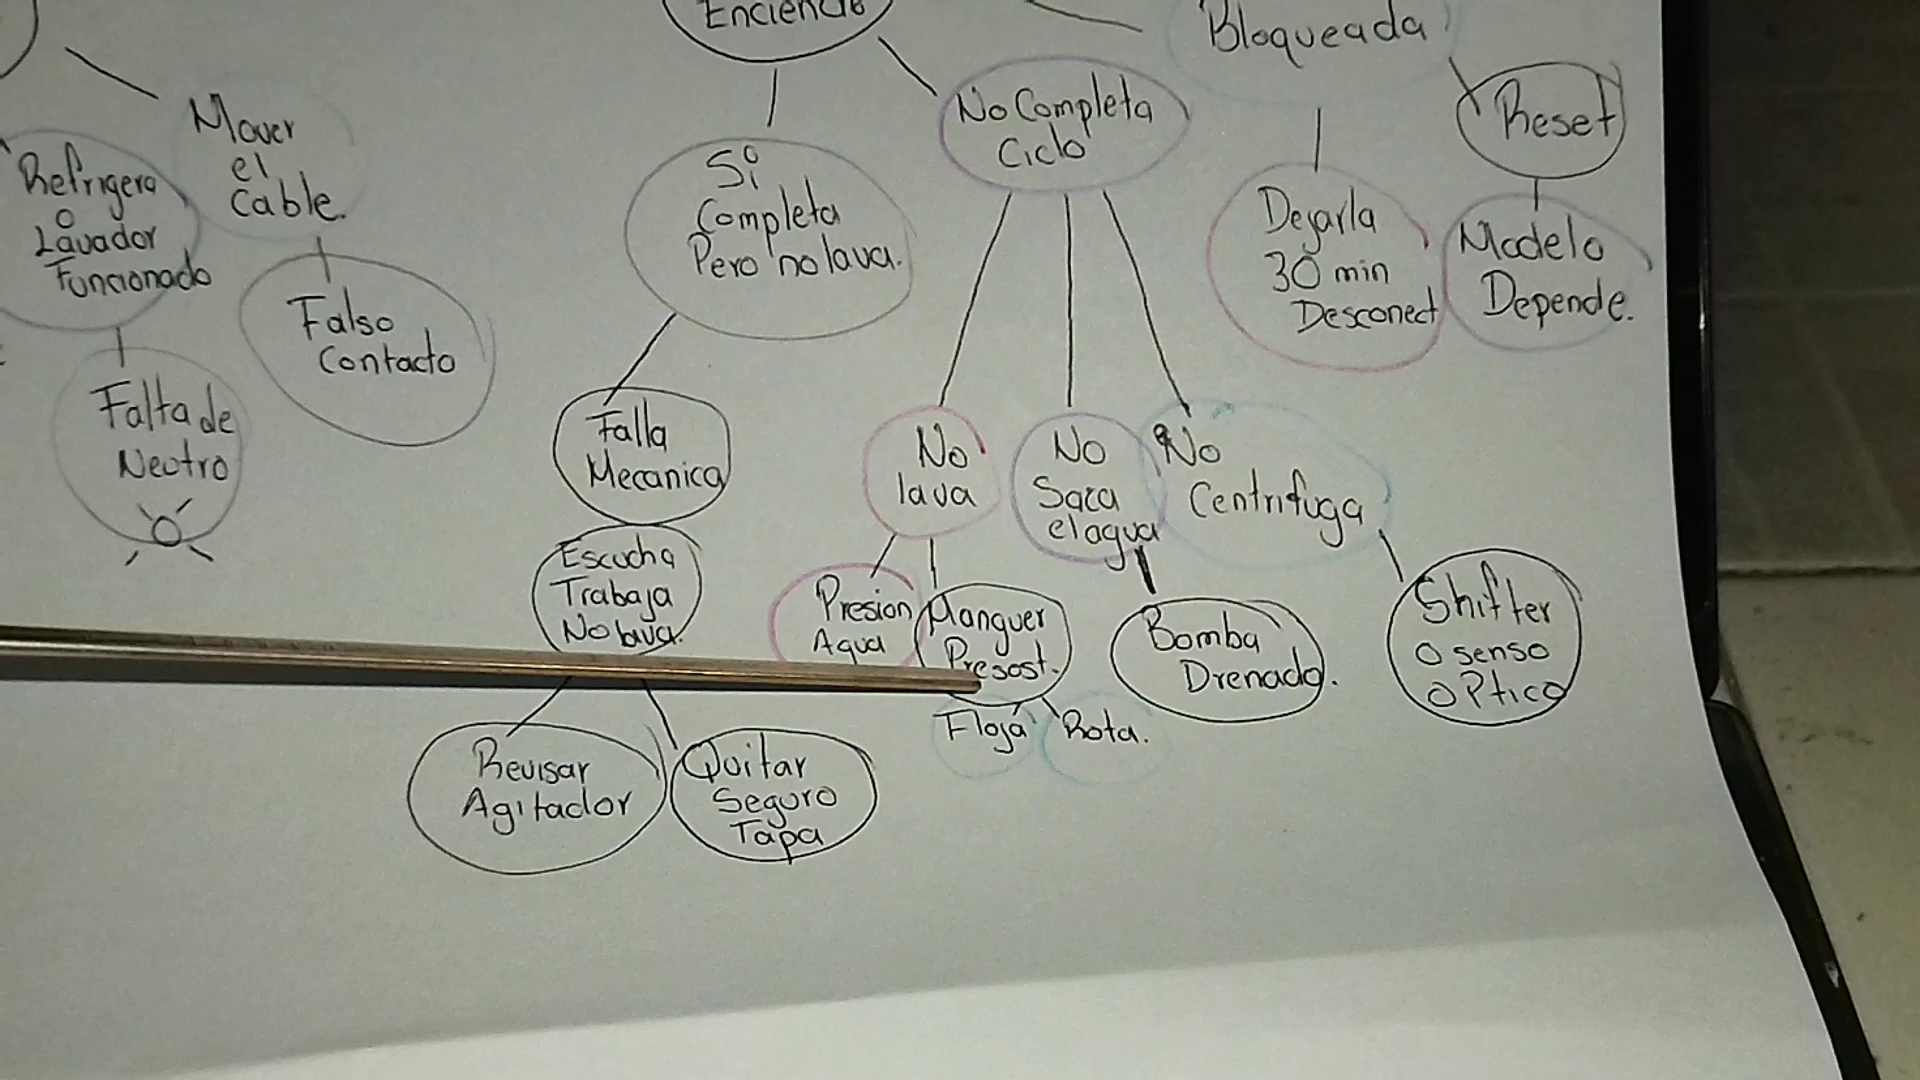 Enciende
Bloqueada
Mover
el
Cable.
No Completa
Ciclo
Reset
Refrigera
o
Lavador
Funcionado
Si
Completa
Pero no lava.
Dejarla
30 min
Desconect
Modelo
Depende.
Falso
Contacto
Falta de
Neutro
Falla
Mecanica
No
lava
No
Saca
el agua
No
Centrifuga
Escucha
Trabaja
No lava.
Presion
Agua
Manguer
Presost.
Bomba
Drenado.
Shifter
o senso
oPtico
Floja
Rota.
Revisar
Agitador
Quitar
Seguro
Tapa